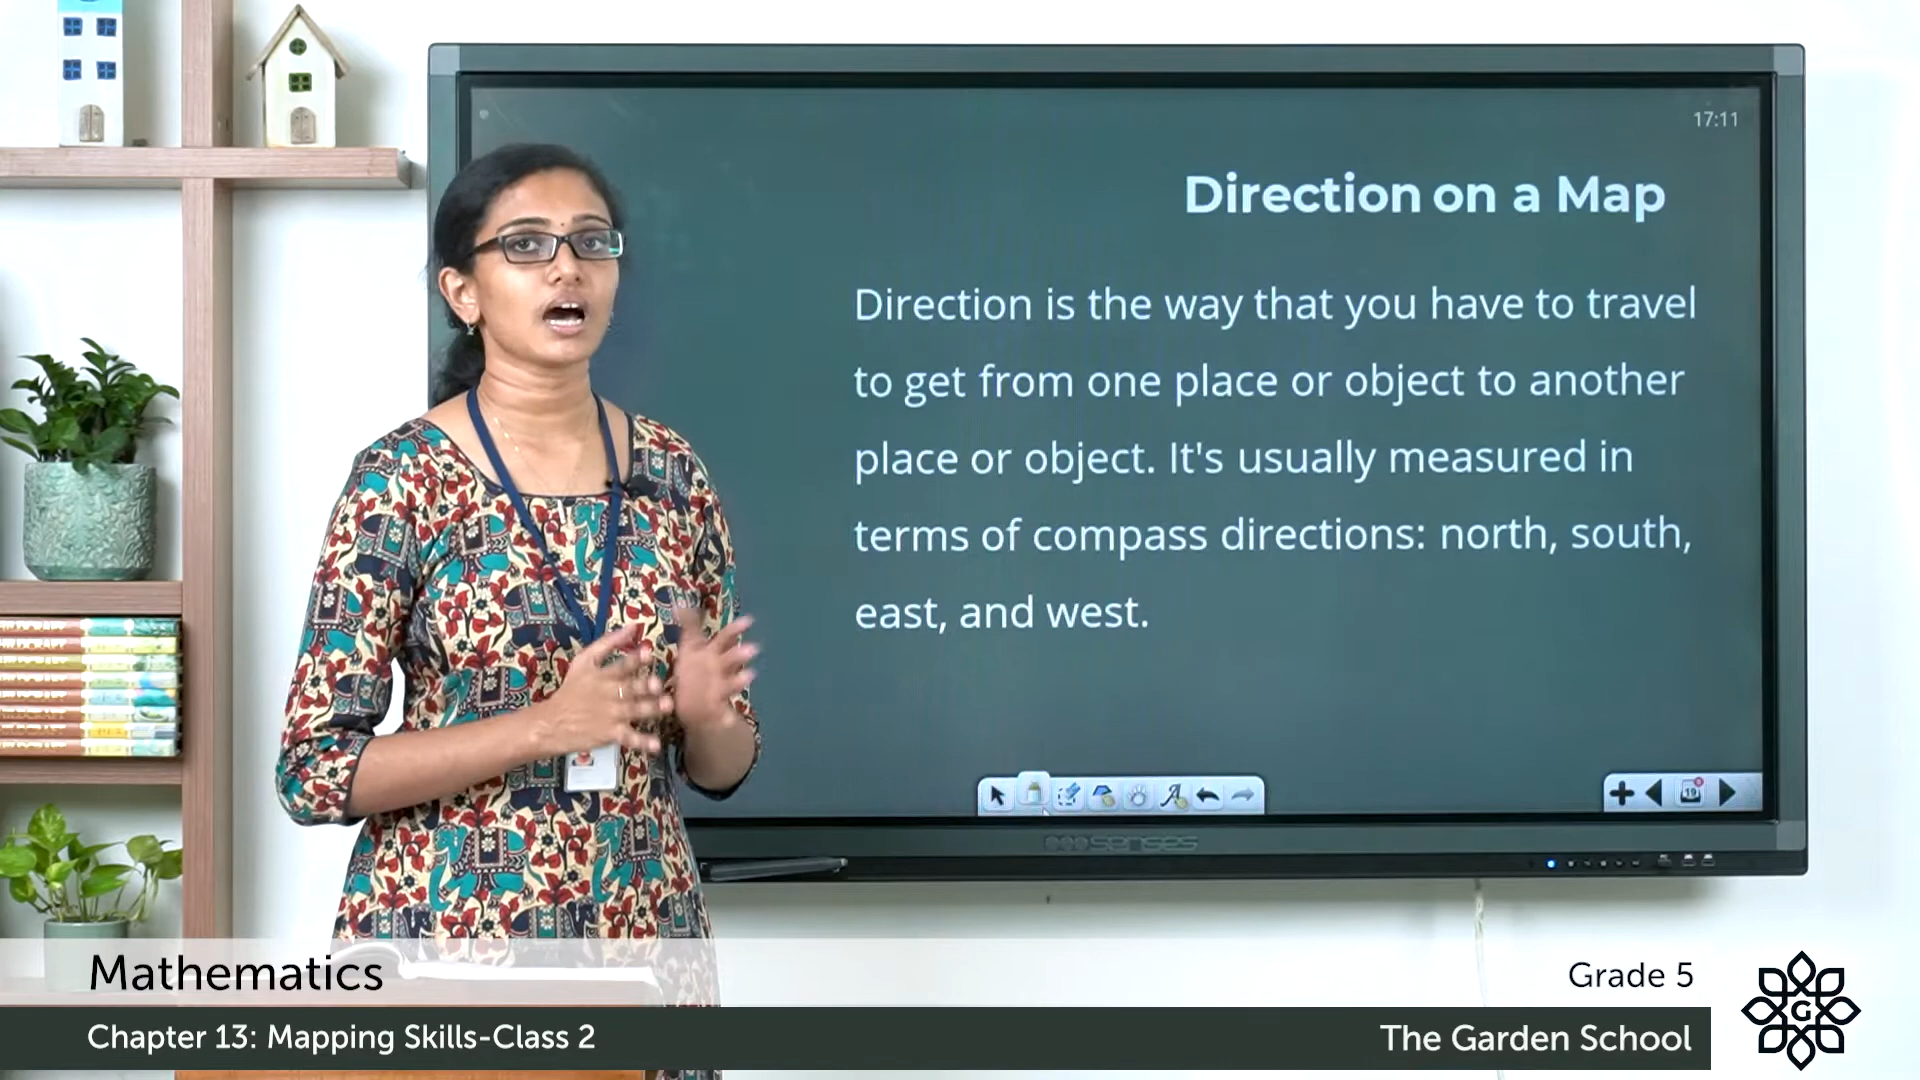 17:11
Direction on a Map
Direction is the way that you have to travel
to get from one place or object to another
place or object. It's usually measured in
terms of compass directions: north, south,
east, and west.
19
Mathematics
Grade 5
Chapter 13: Mapping Skills-Class 2
The Garden School
G